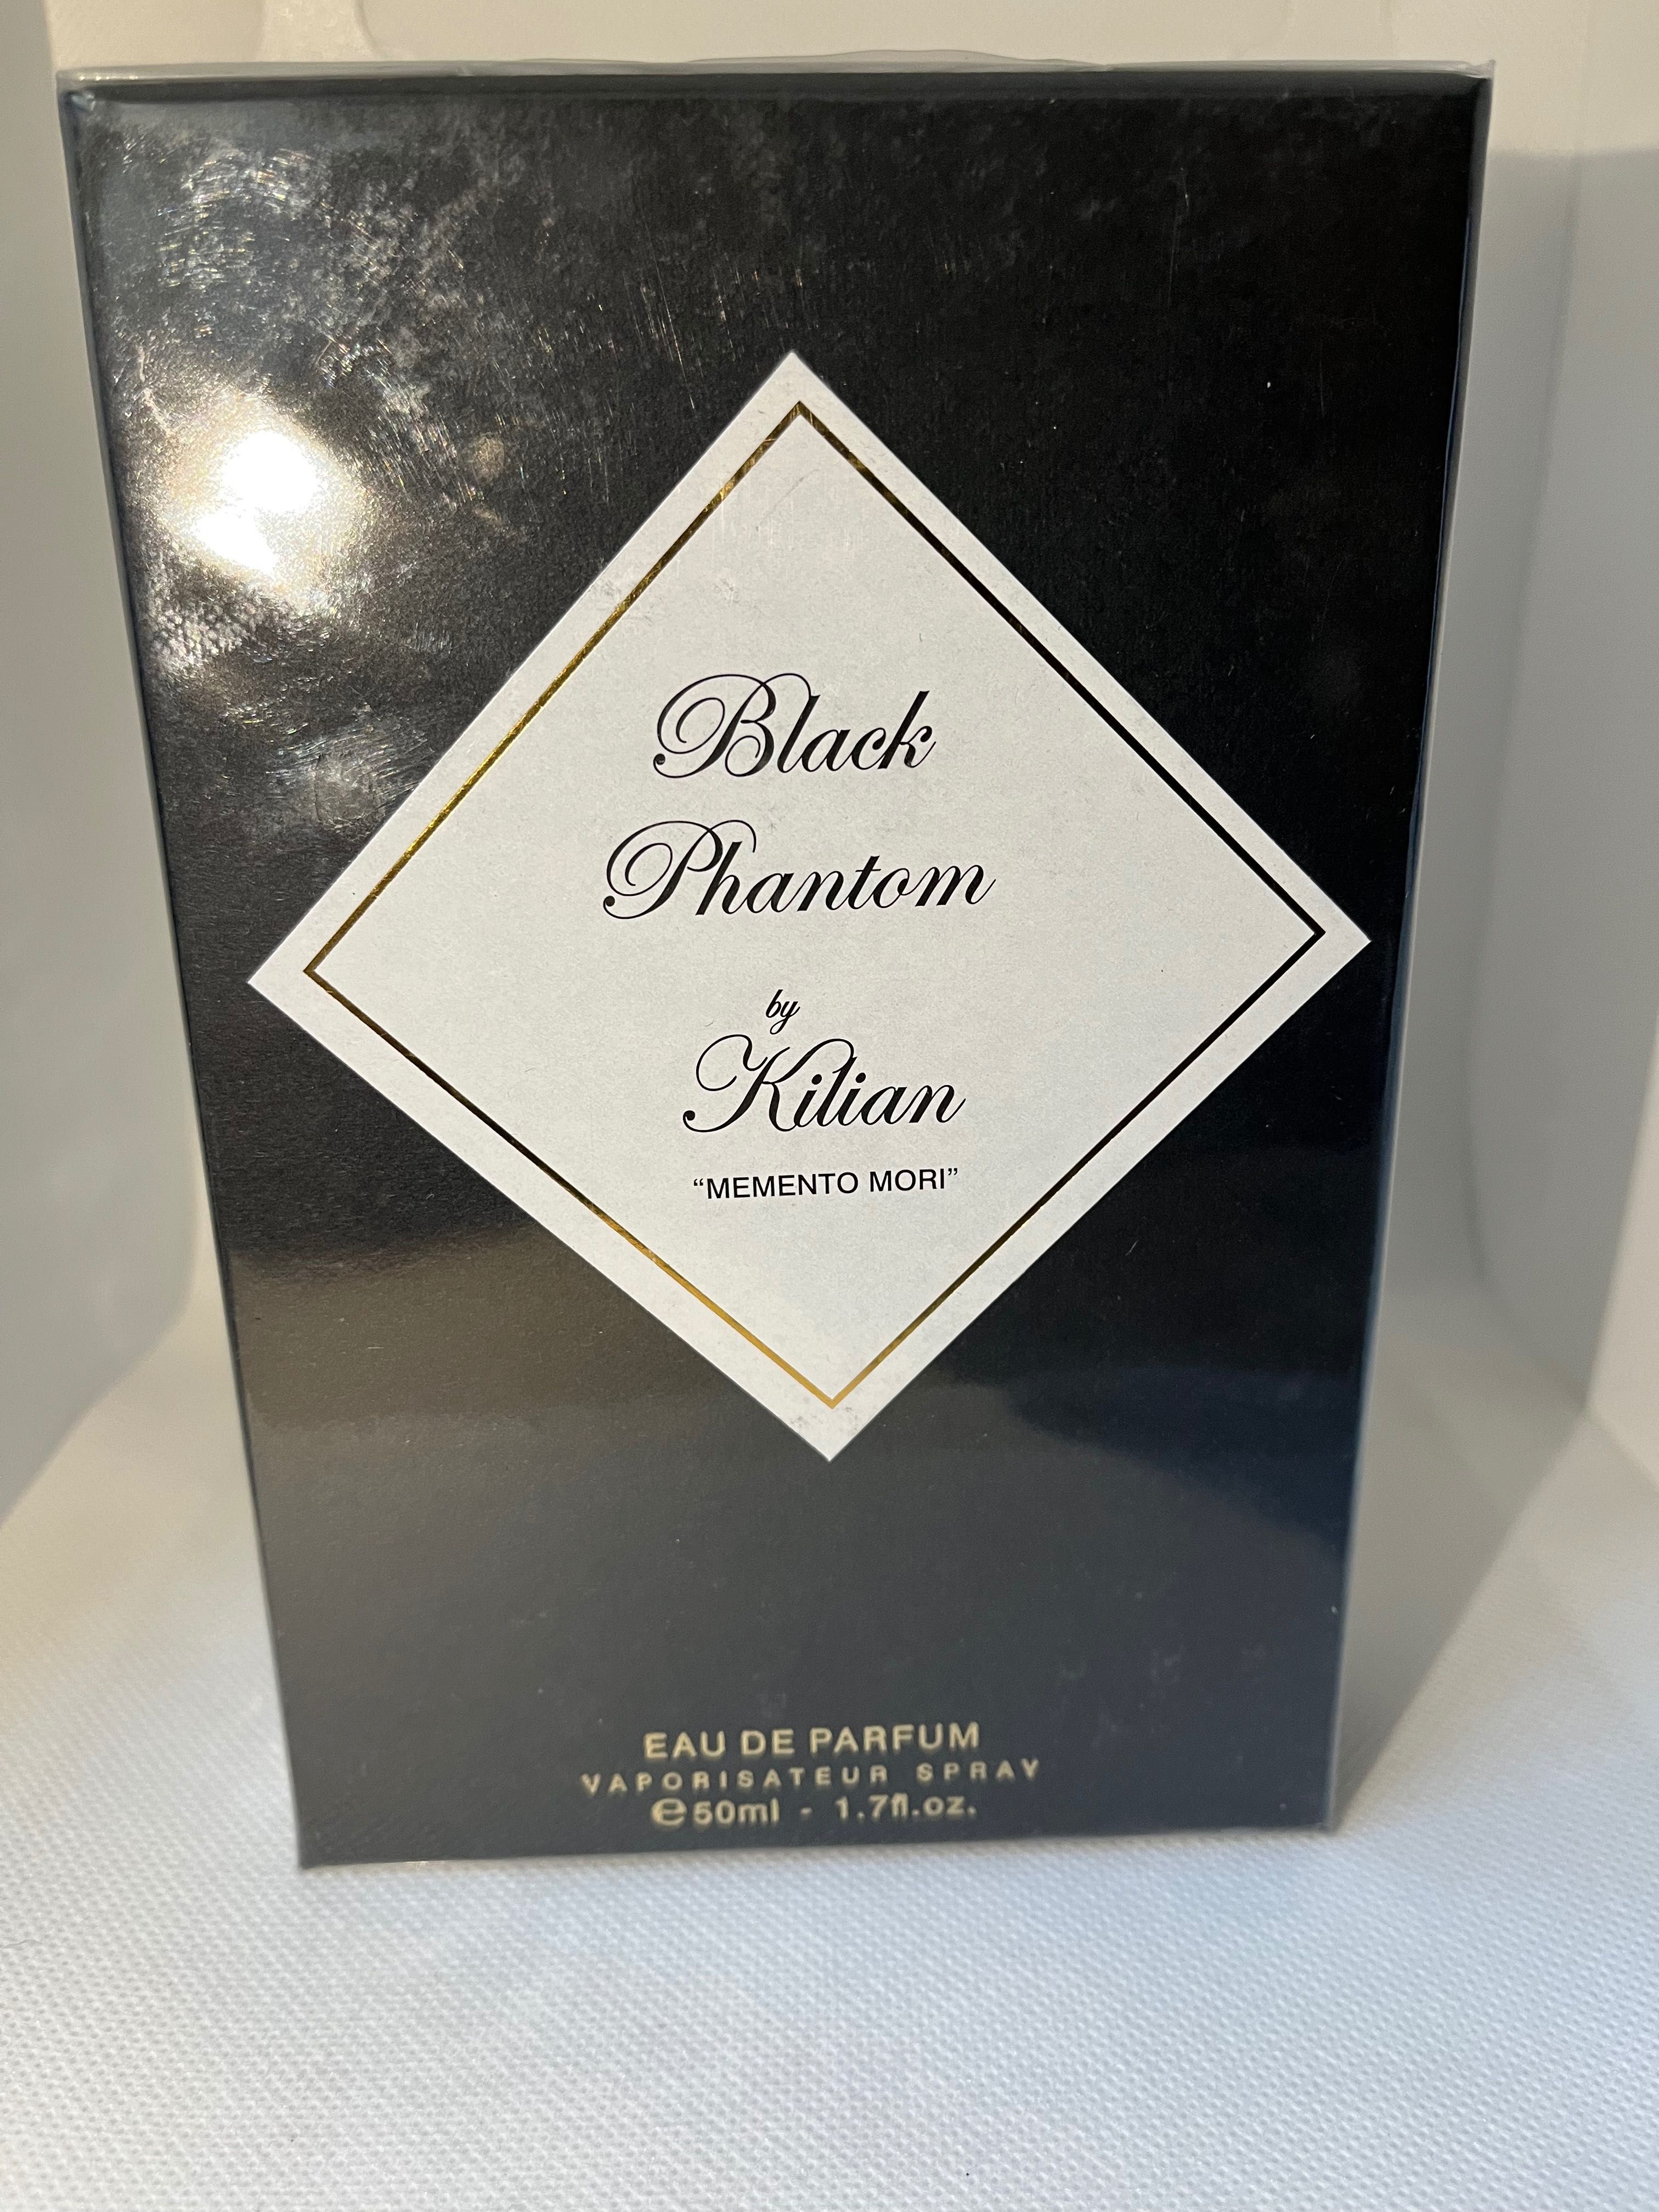 Black
Phantom
by
Kilian
“MEMENTO MORI”
EAU DE PARFUM
VAPORISATEUR SPRAY
℮50ml - 1.7fl.oz.